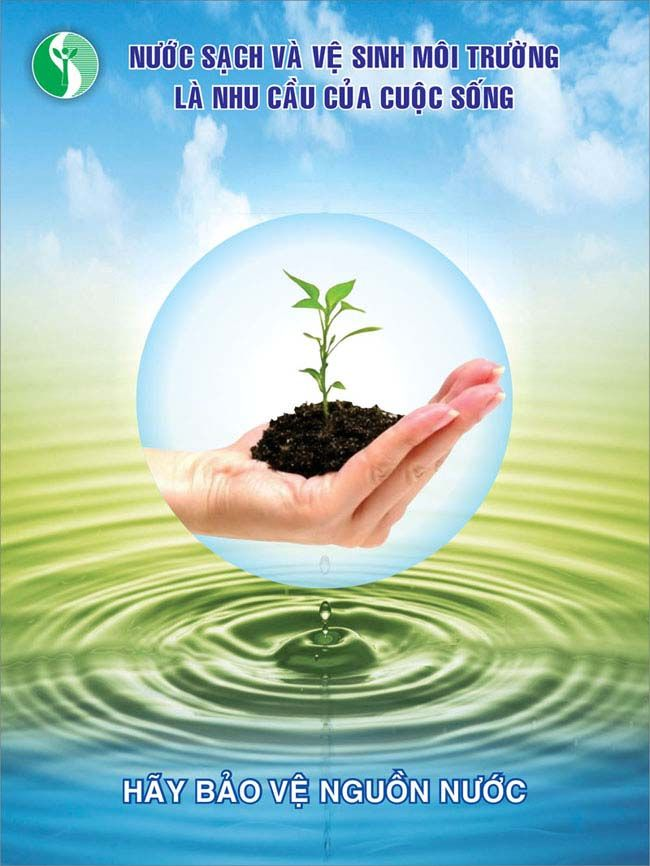 NƯỚC SẠCH VÀ VỆ SINH MÔI TRƯỜNG
LÀ NHU CẦU CỦA CUỘC SỐNG
HÃY BẢO VỆ NGUỒN NƯỚC